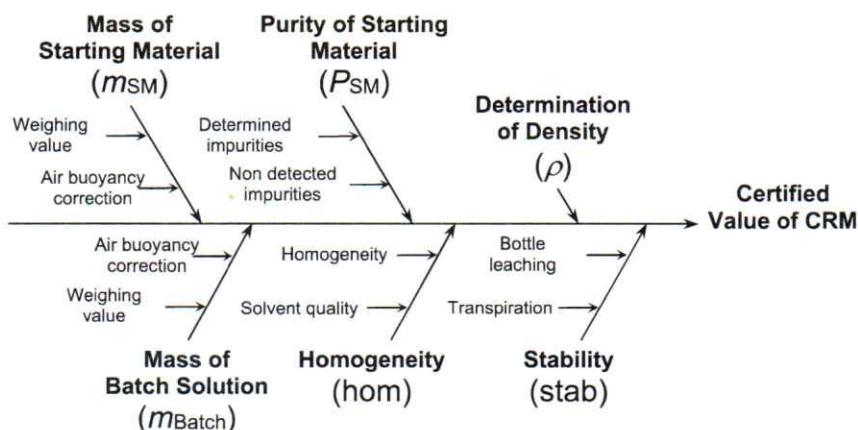 Mass of
Starting Material
(mSM)
Purity of Starting
Material
(PSM)
Weighing
value
Air buoyancy
correction
Determined
impurities
Non detected
impurities
Determination
of Density
(ρ)
Certified
Value of CRM
Air buoyancy
correction
Weighing
value
Homogeneity
Solvent quality
Bottle
leaching
Transpiration
Mass of
Batch Solution
(mBatch)
Homogeneity
(hom)
Stability
(stab)